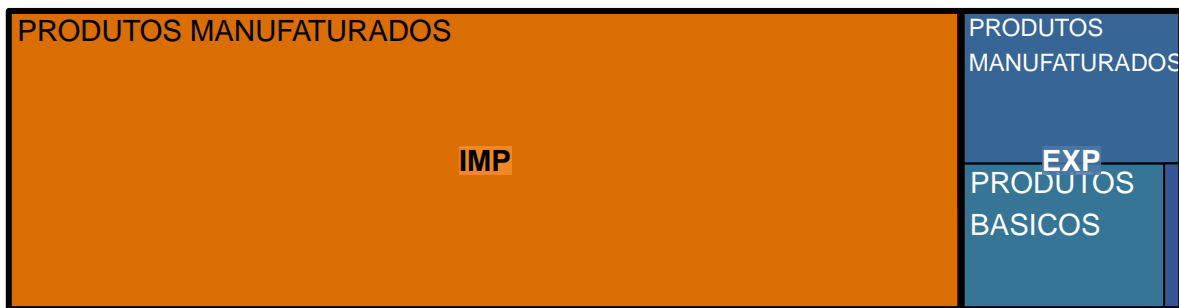 PRODUTOS MANUFATURADOS
IMP
PRODUTOS
MANUFATURADOS
EXP
PRODUTOS
BASICOS